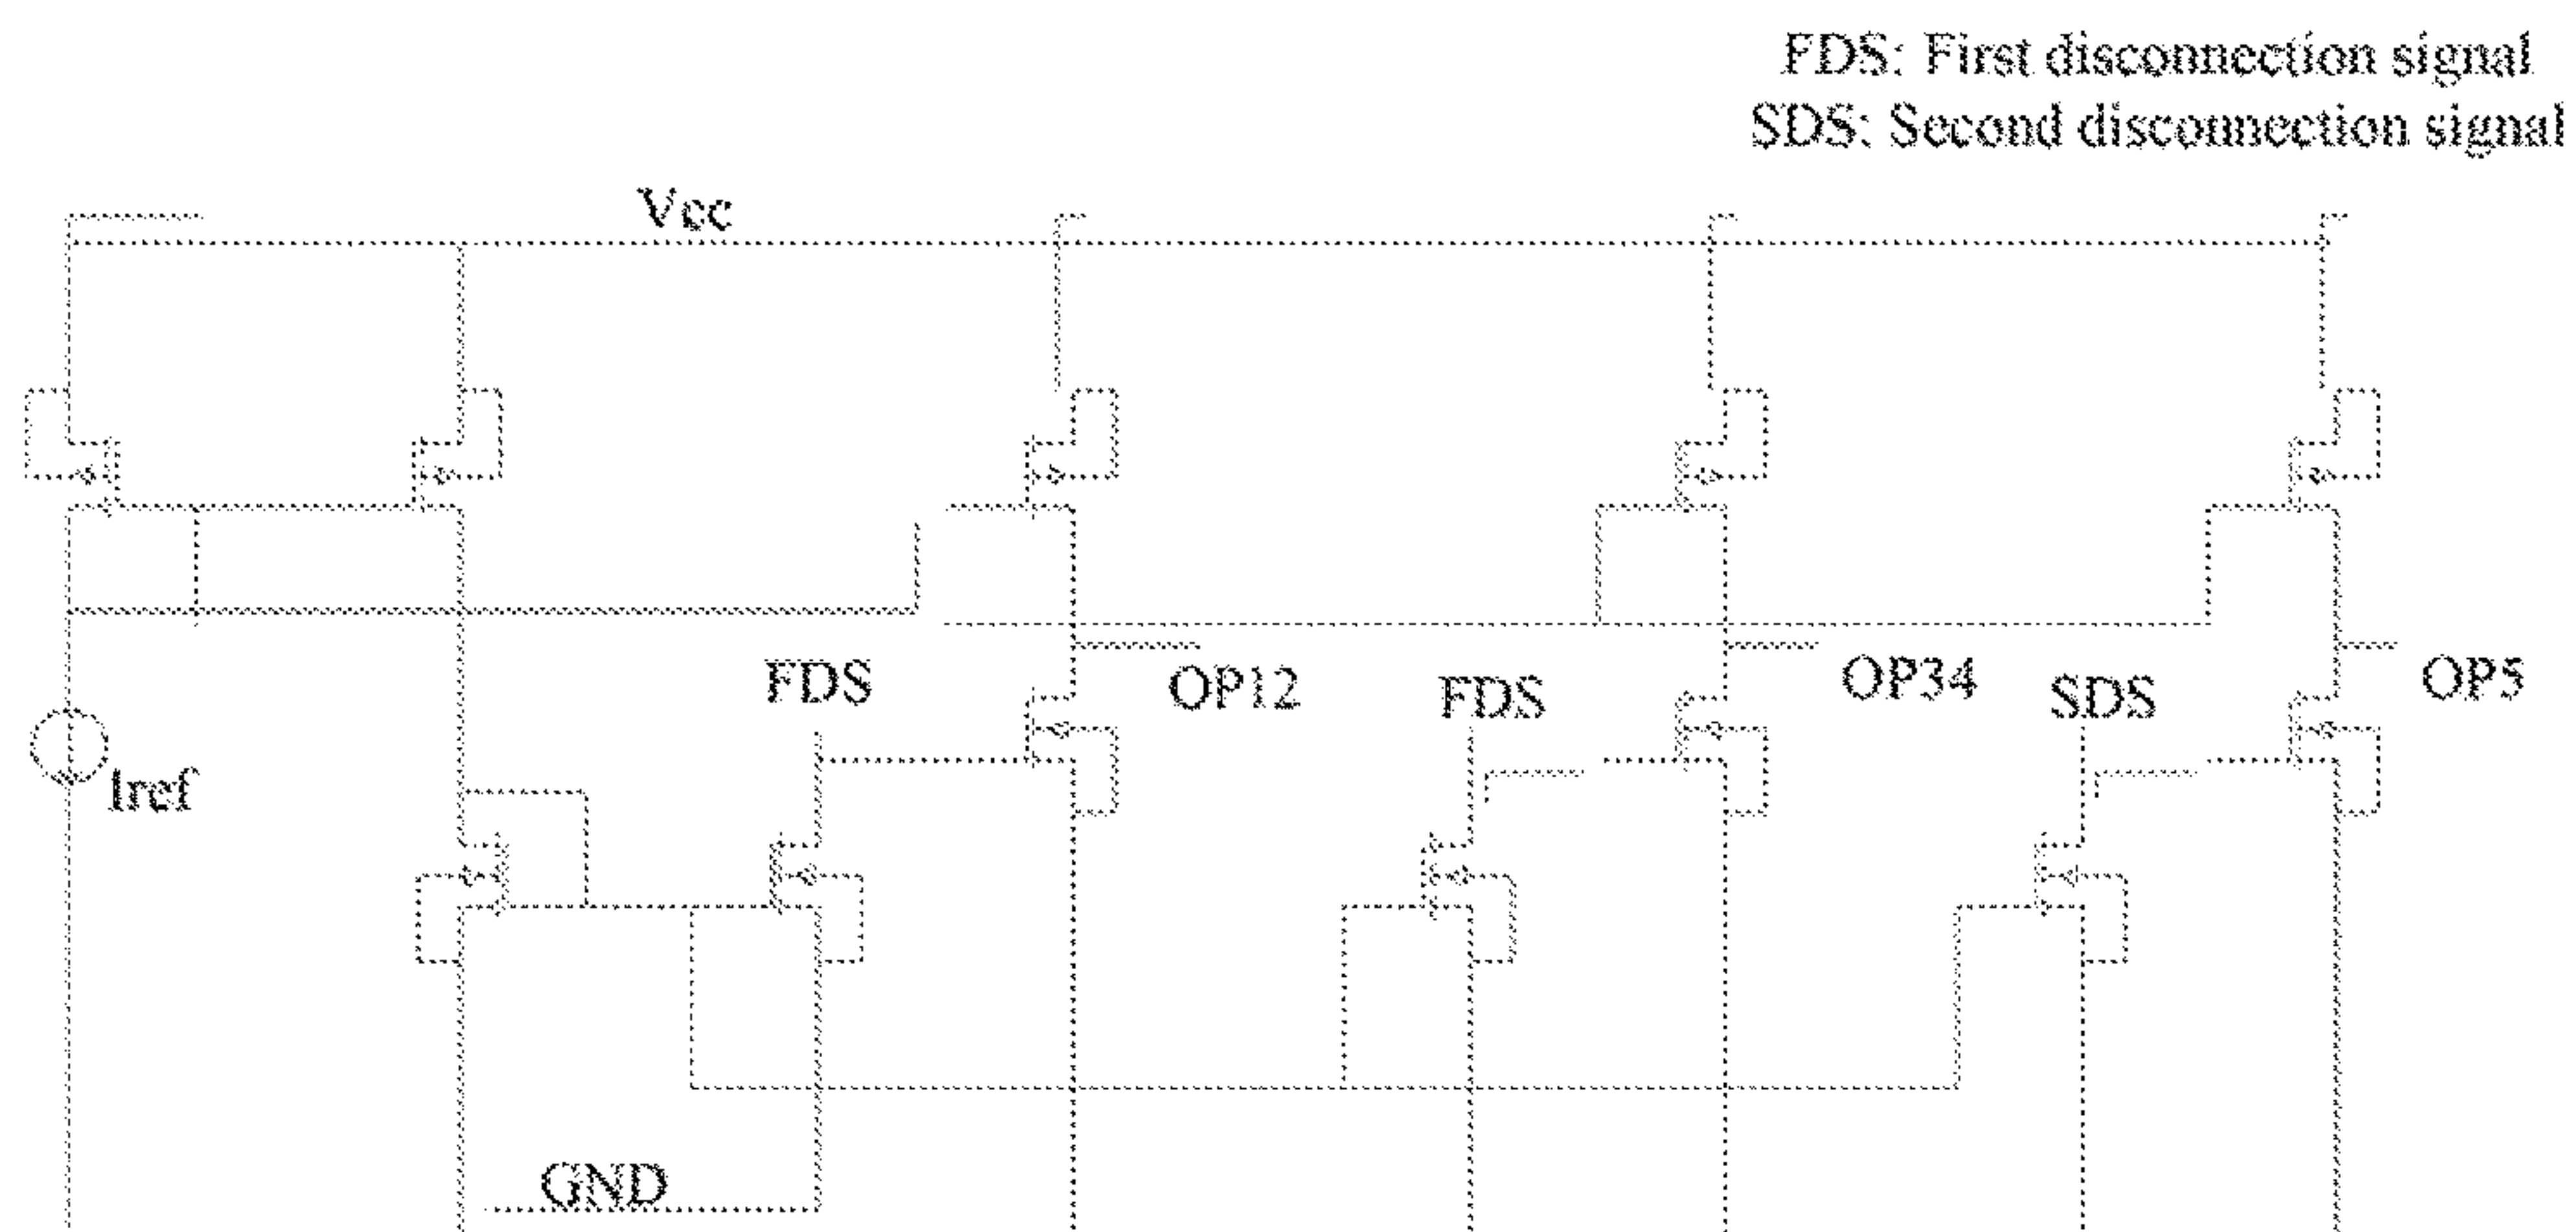 FDS: First disconnection signal
SDS: Second disconnection signal
Vcc
FDS
OP12
FDS
OP34
SDS
OP5
Iref
GND